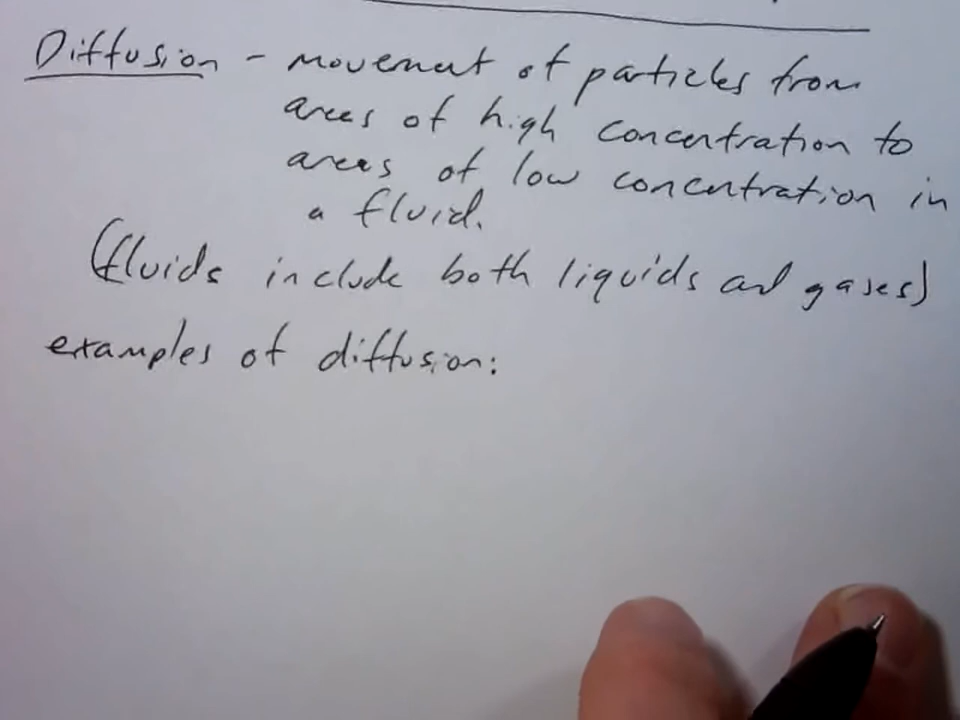 Diffusion - movement of particles from
areas of high concentration to
areas of low concentration in
a fluid.
(fluids include both liquids and gases)
examples of diffusion: